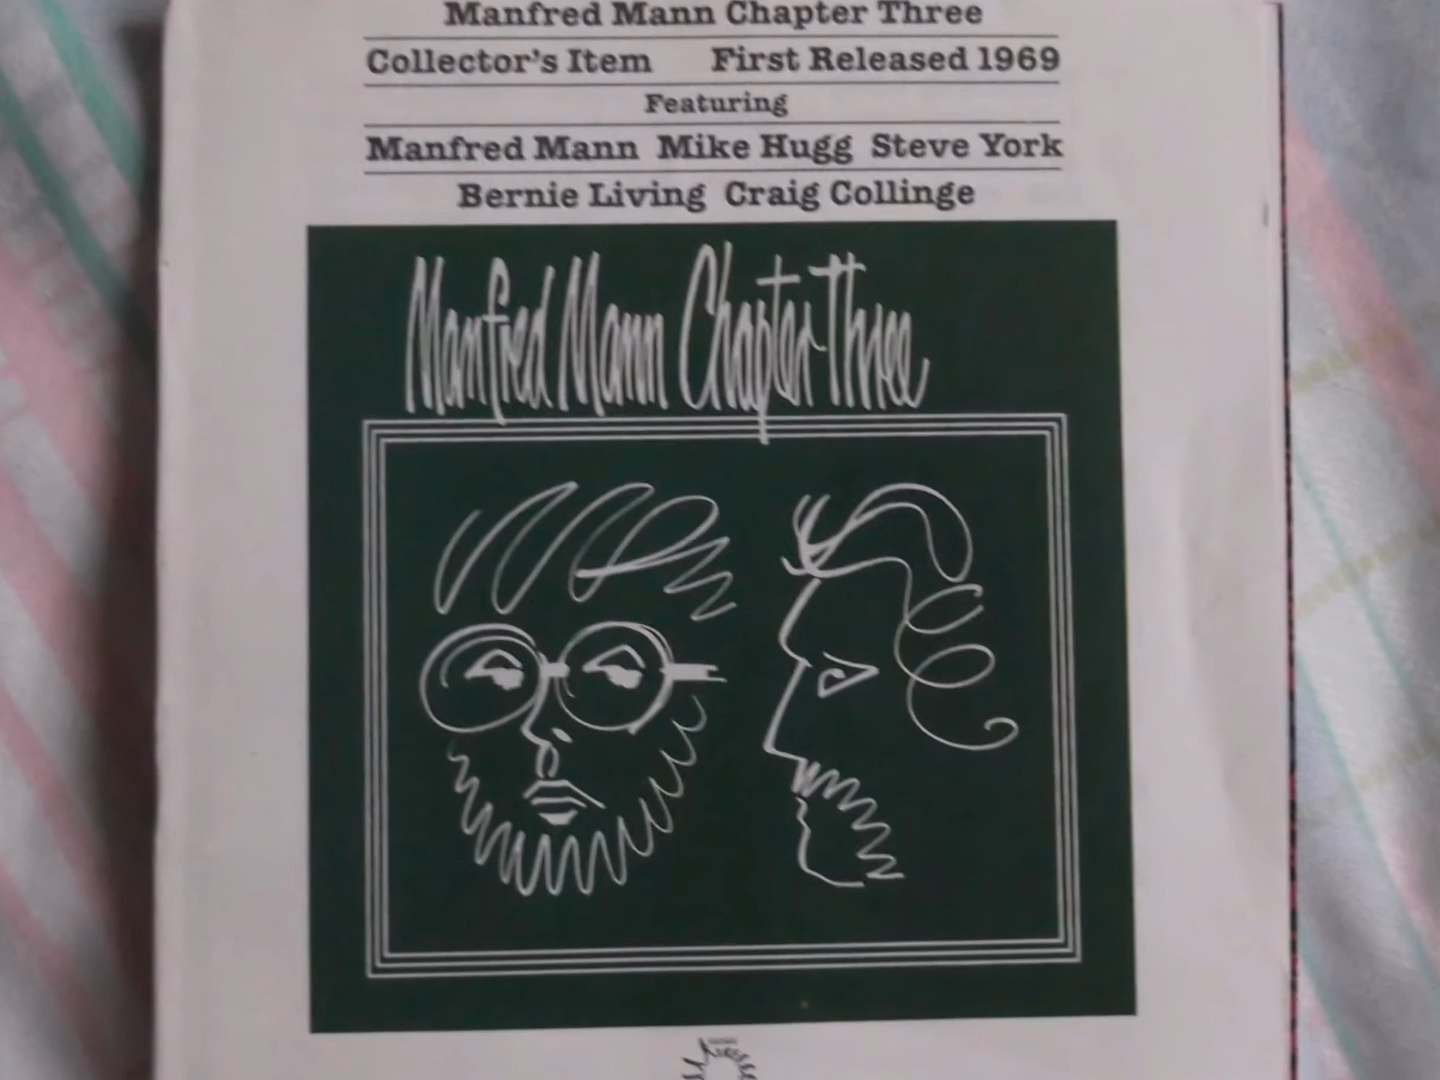 Manfred Mann Chapter Three
Collector's Item First Released 1969
Featuring
Manfred Mann Mike Hugg Steve York
Bernie Living Craig Collinge
Manfred Mann Chapter Three